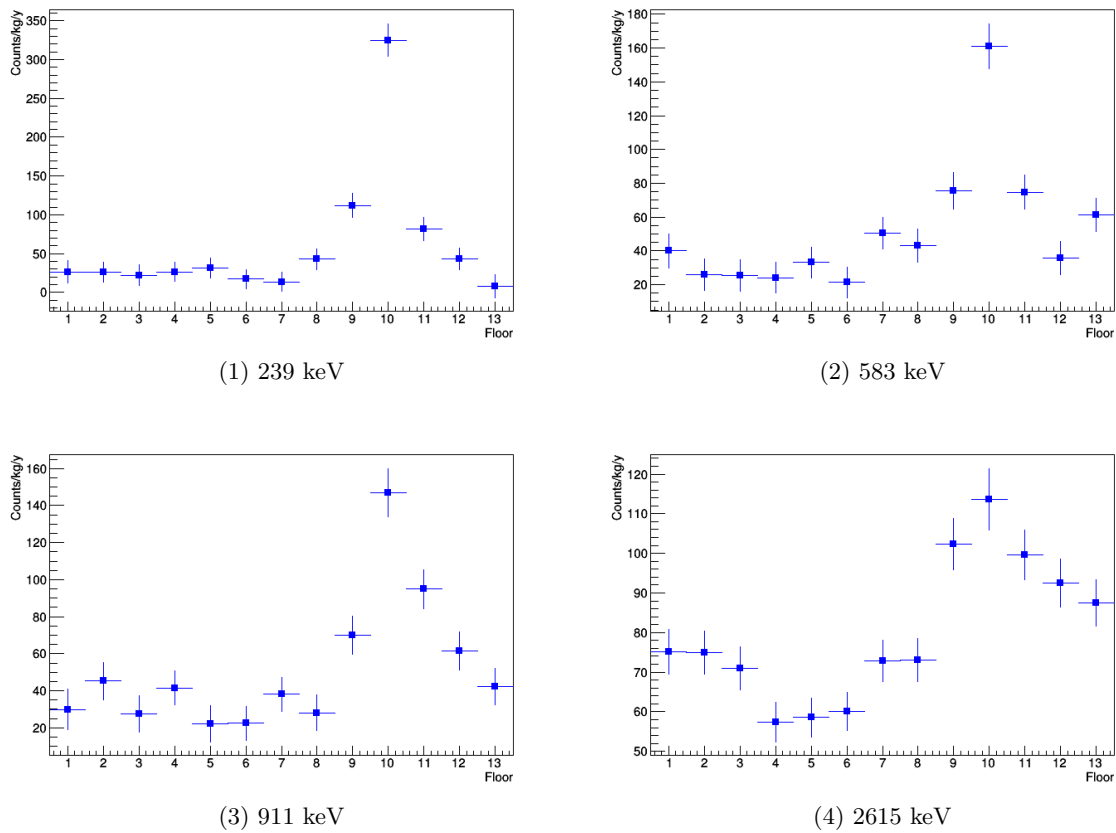 Counts/kg/y
350
300
250
200
150
100
50
0
1 2 3 4 5 6 7 8 9 10 11 12 13
Floor
(1) 239 keV
Counts/kg/y
180
160
140
120
100
80
60
40
20
1 2 3 4 5 6 7 8 9 10 11 12 13
Floor
(2) 583 keV
Counts/kg/y
160
140
120
100
80
60
40
20
1 2 3 4 5 6 7 8 9 10 11 12 13
Floor
(3) 911 keV
Counts/kg/y
120
110
100
90
80
70
60
50
1 2 3 4 5 6 7 8 9 10 11 12 13
Floor
(4) 2615 keV